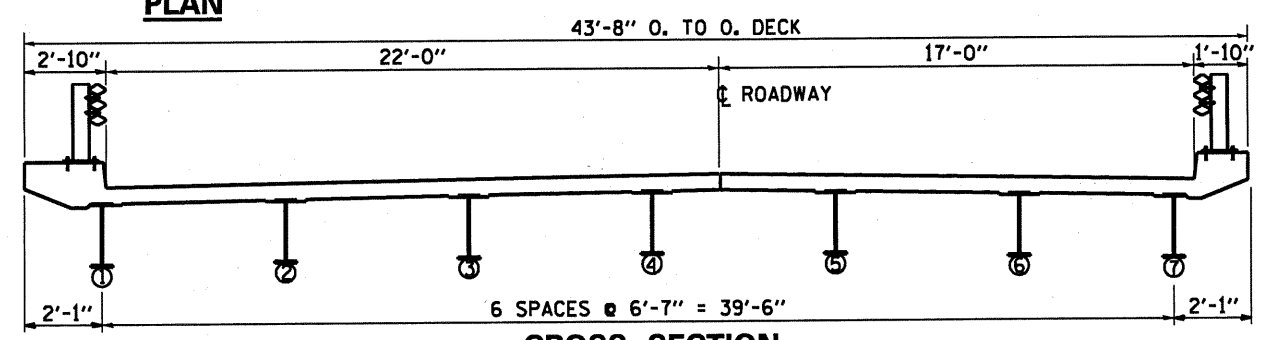 PLAN
43'-8" O. TO O. DECK
2'-10" 22'-0" 17'-0" 1'-10"
℄ ROADWAY
1 2 3 4 5 6 7
2'-1" 6 SPACES @ 6'-7" = 39'-6" 2'-1"
CROSS SECTION